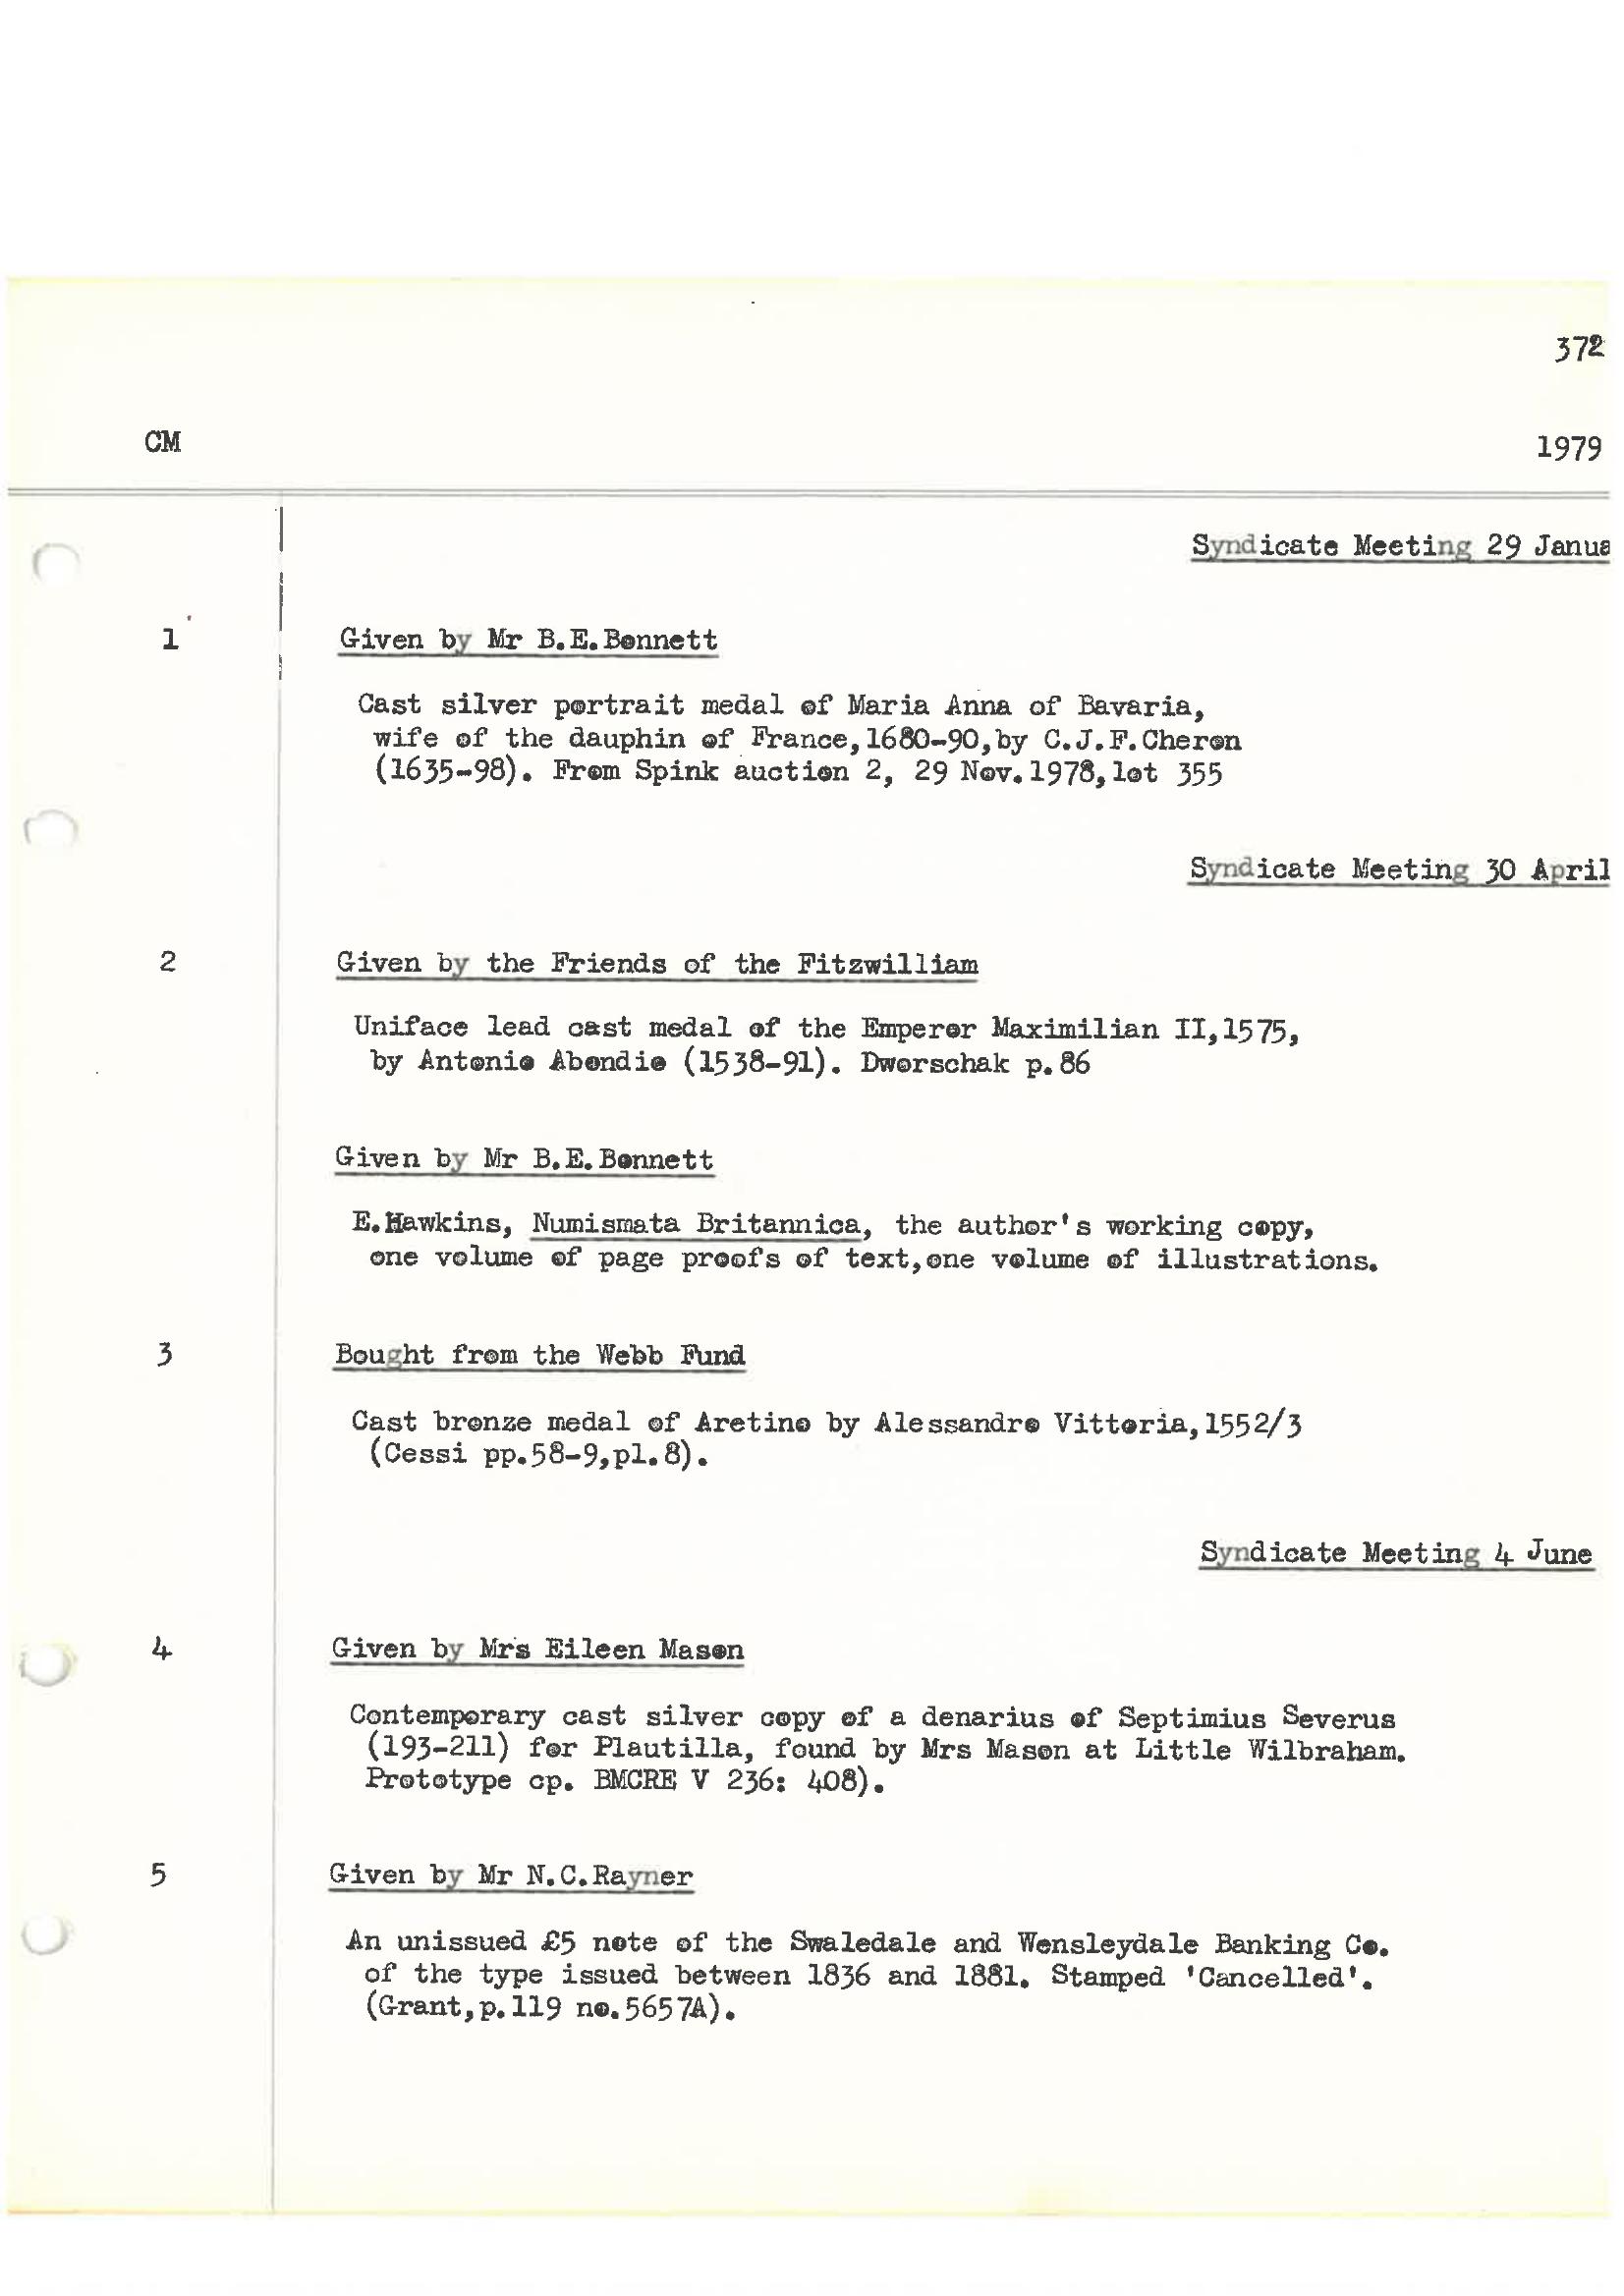 372
CM 1979
Syndicate Meeting 29 Janua
1 Given by Mr B.E.Bennett
Cast silver portrait medal of Maria Anna of Bavaria,
wife of the dauphin of France,1680-90,by C.J.F.Cheron
(1635-98). From Spink auction 2, 29 Nov.1978,lot 355
Syndicate Meeting 30 April
2 Given by the Friends of the Fitzwilliam
Uniface lead cast medal of the Emperor Maximilian II,1575,
by Antonio Abondio (1538-91). Dworschak p.86
Given by Mr B.E.Bennett
E.Hawkins, Numismata Britannica, the author's working copy,
one volume of page proofs of text,one volume of illustrations.
3 Bought from the Webb Fund
Cast bronze medal of Aretino by Alessandro Vittoria,1552/3
(Cessi pp.58-9,pl.8).
Syndicate Meeting 4 June
4 Given by Mrs Eileen Mason
Contemporary cast silver copy of a denarius of Septimius Severus
(193-211) for Plautilla, found by Mrs Mason at Little Wilbraham.
Prototype cp. BMCRE V 236: 408).
5 Given by Mr N.C.Rayner
An unissued £5 note of the Swaledale and Wensleydale Banking Co.
of the type issued between 1836 and 1881. Stamped 'Cancelled'.
(Grant,p.119 no.5657A).